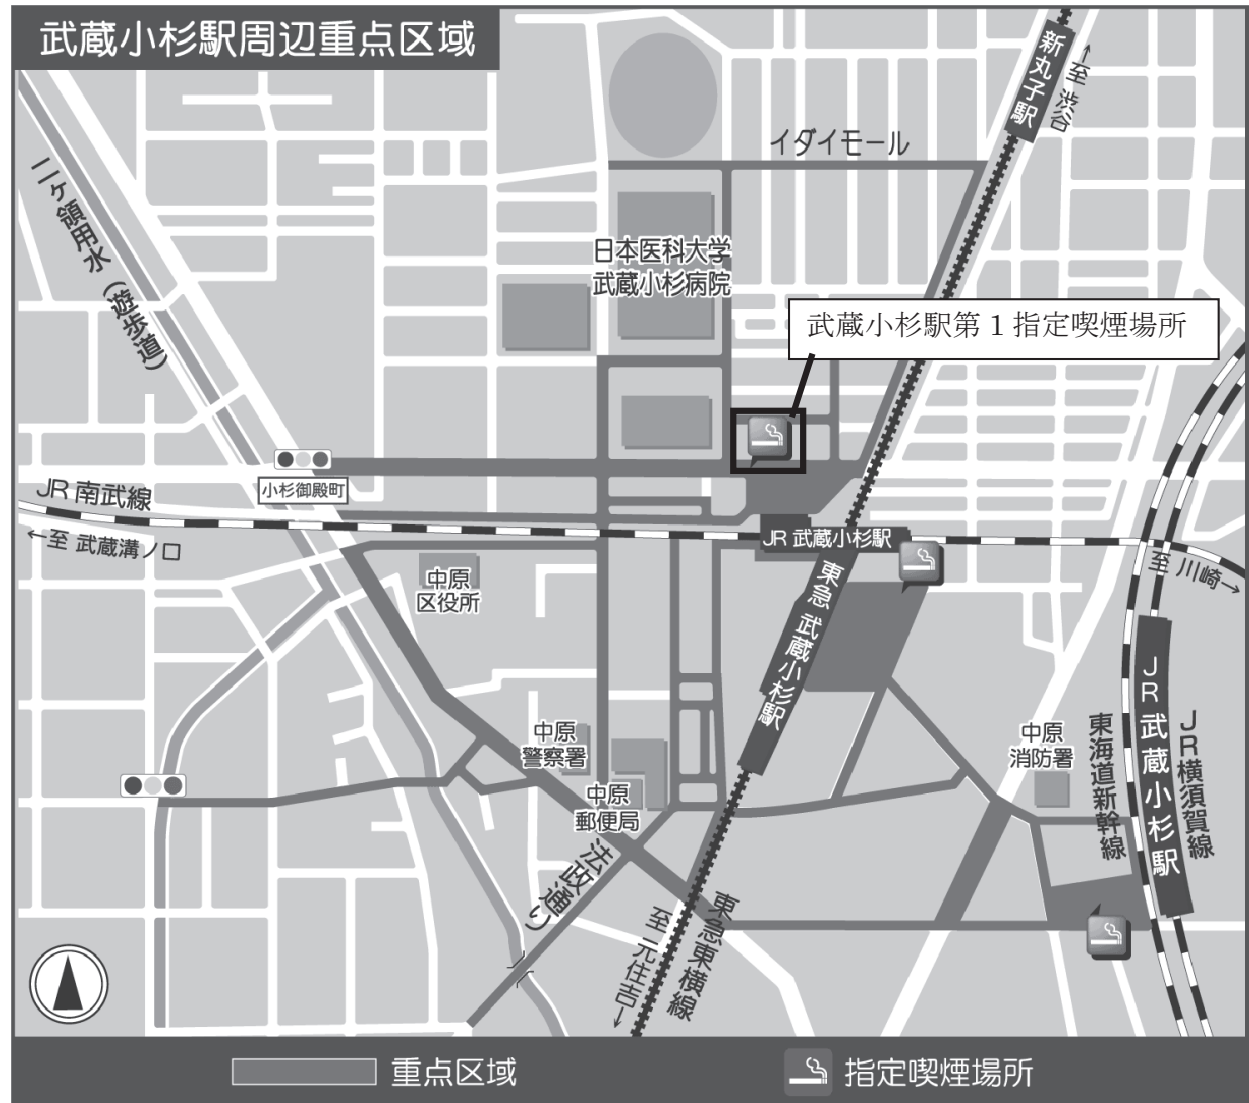 武蔵小杉駅周辺重点区域
新丸子駅
↑至 渋谷
イダイモール
二ヶ領用水(遊歩道)
日本医科大学
武蔵小杉病院
武蔵小杉駅第1指定喫煙場所
小杉御殿町
JR 南武線
←至 武蔵溝ノ口
JR 武蔵小杉駅
至 川崎→
中原
区役所
東急 武蔵小杉駅
中原
警察署
中原
郵便局
中原
消防署
東海道新幹線
JR 武蔵小杉駅
JR横須賀線
法政通り
至 元住吉→
東急東横線
重点区域
指定喫煙場所